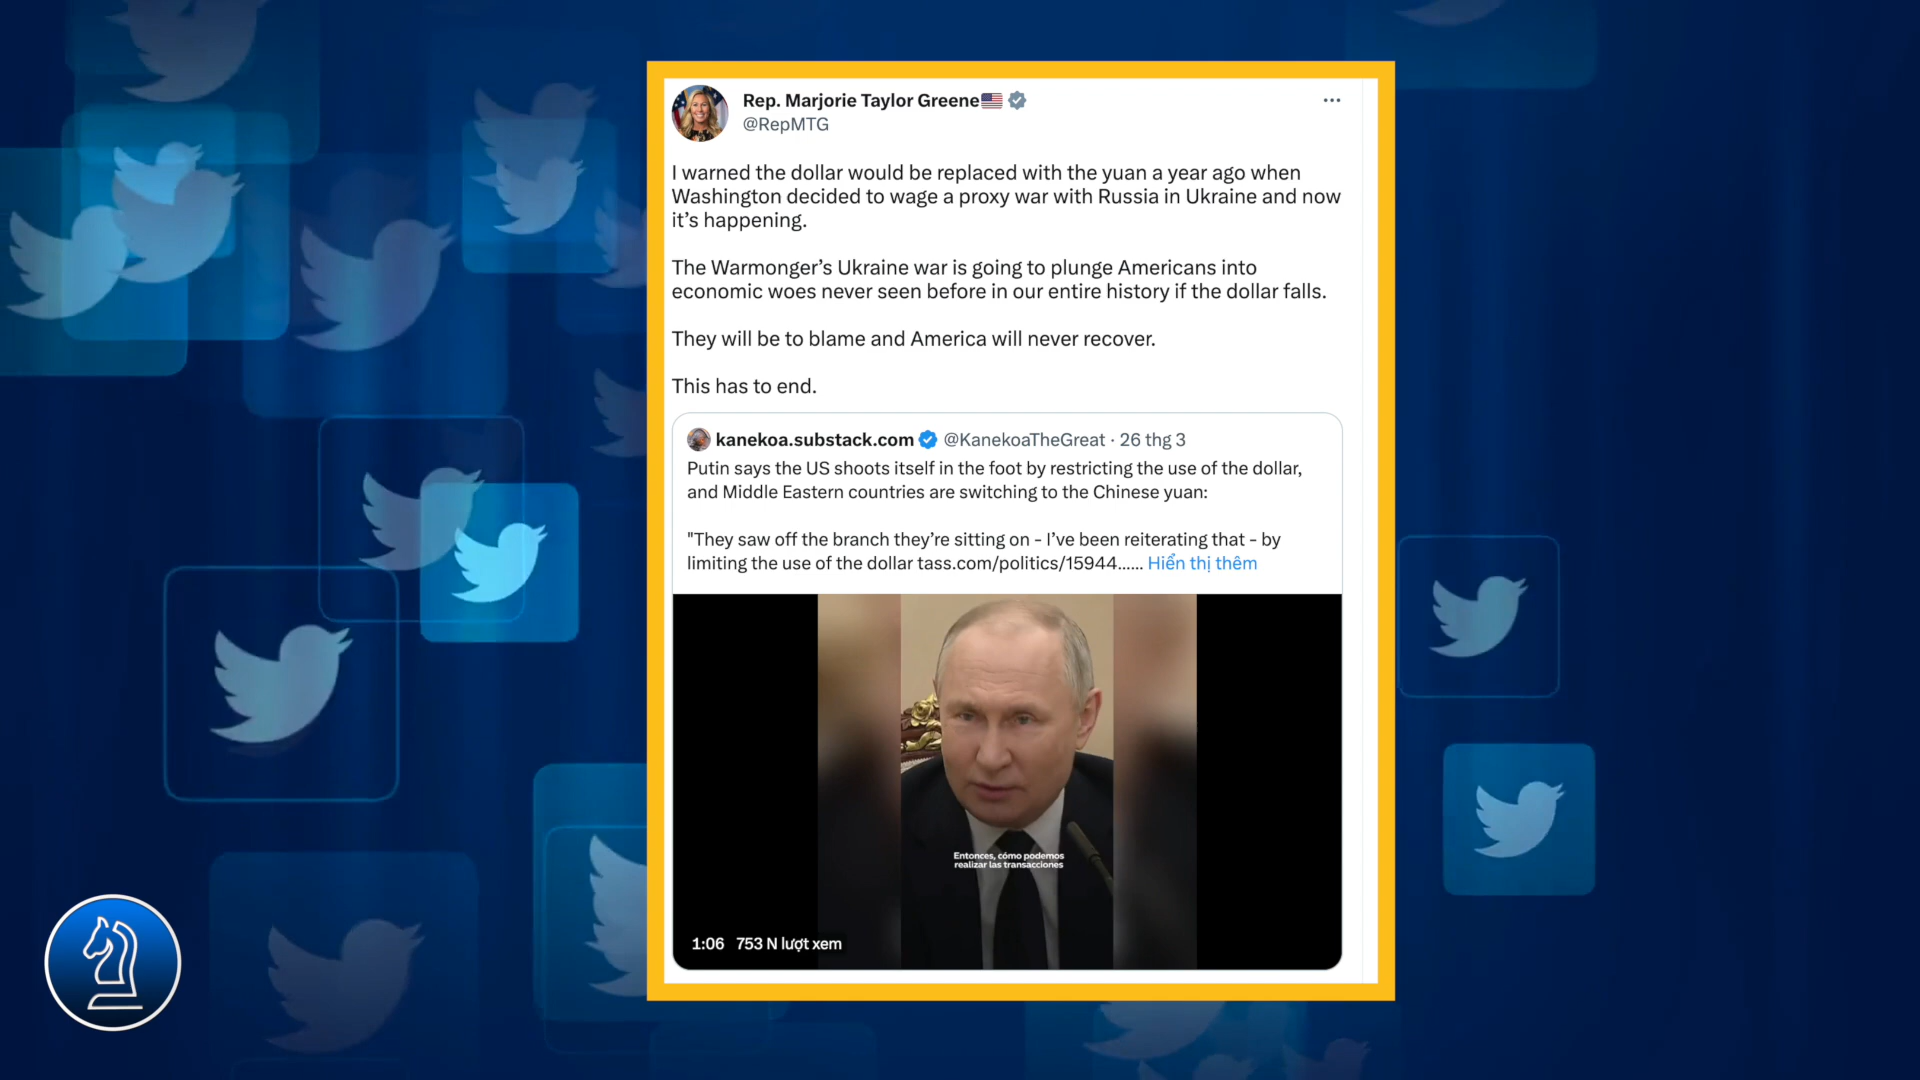 Rep. Marjorie Taylor Greene
@RepMTG
I warned the dollar would be replaced with the yuan a year ago when
Washington decided to wage a proxy war with Russia in Ukraine and now
it’s happening.
The Warmonger’s Ukraine war is going to plunge Americans into
economic woes never seen before in our entire history if the dollar falls.
They will be to blame and America will never recover.
This has to end.
kanekoa.substack.com @KanekoaTheGreat · 26 thg 3
Putin says the US shoots itself in the foot by restricting the use of the dollar,
and Middle Eastern countries are switching to the Chinese yuan:
"They saw off the branch they’re sitting on - I’ve been reiterating that - by
limiting the use of the dollar tass.com/politics/15944...... Hiển thị thêm
Entonces, cómo podemos
realizar las transacciones
1:06 753 N lượt xem